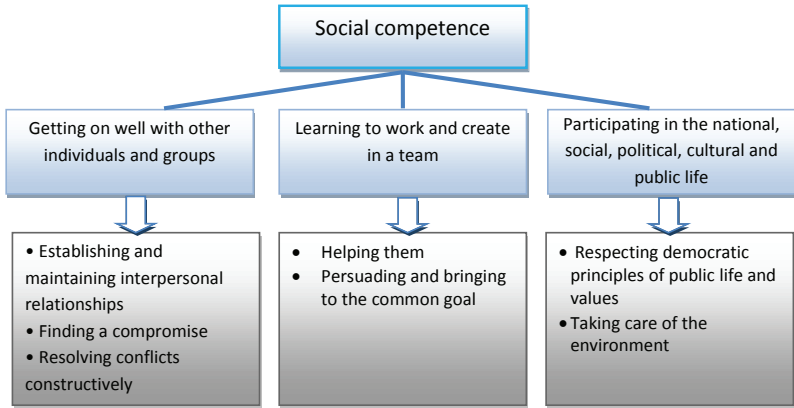 Social competence
Getting on well with other
individuals and groups
Learning to work and create
in a team
Participating in the national,
social, political, cultural and
public life
• Establishing and
maintaining interpersonal
relationships
• Finding a compromise
• Resolving conflicts
constructively
• Helping them
• Persuading and bringing
to the common goal
• Respecting democratic
principles of public life and
values
• Taking care of the
environment